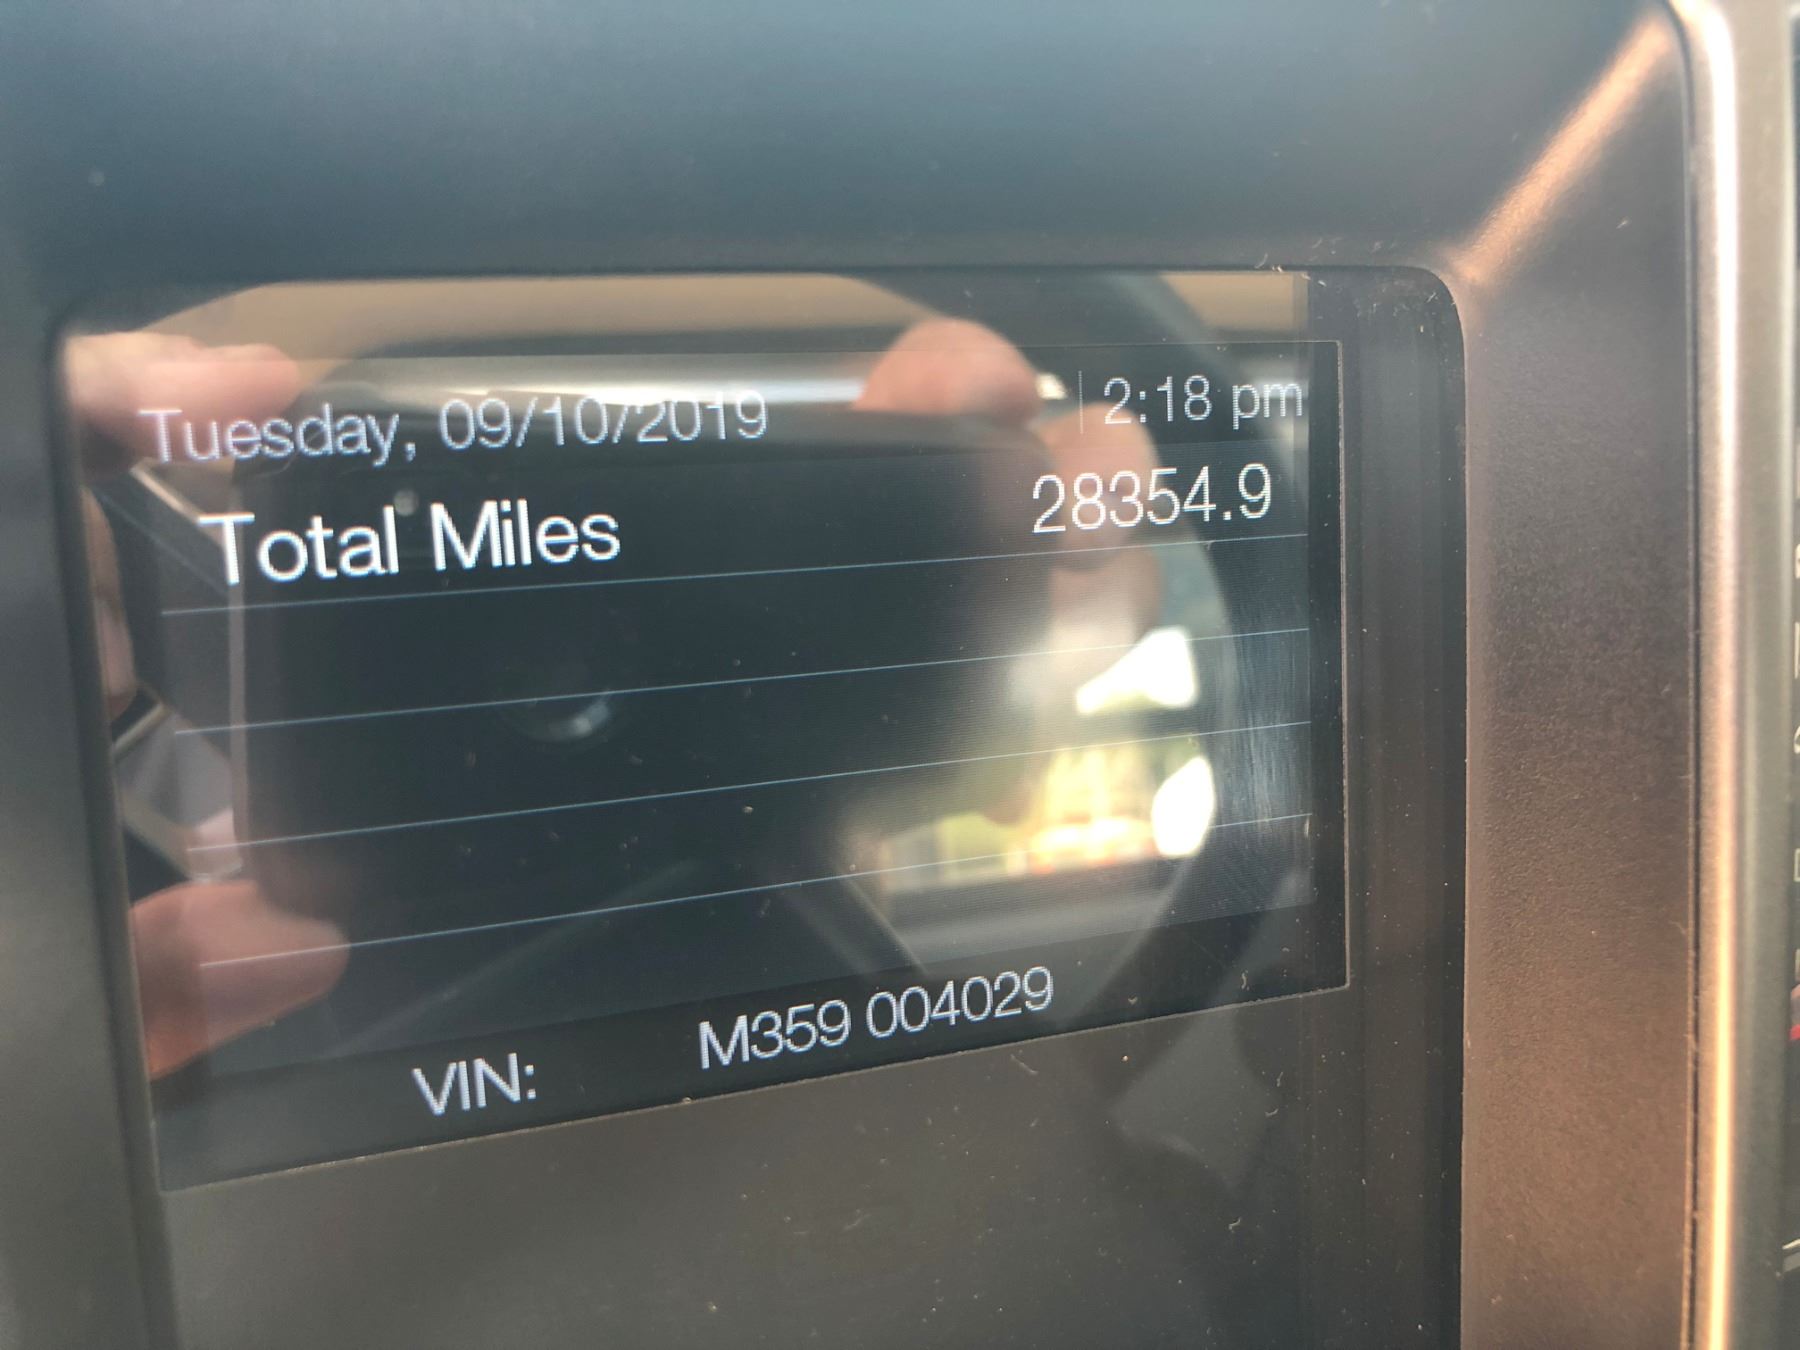 Tuesday, 09/10/2019 2:18 pm
Total Miles 28354.9
VIN: M359 004029